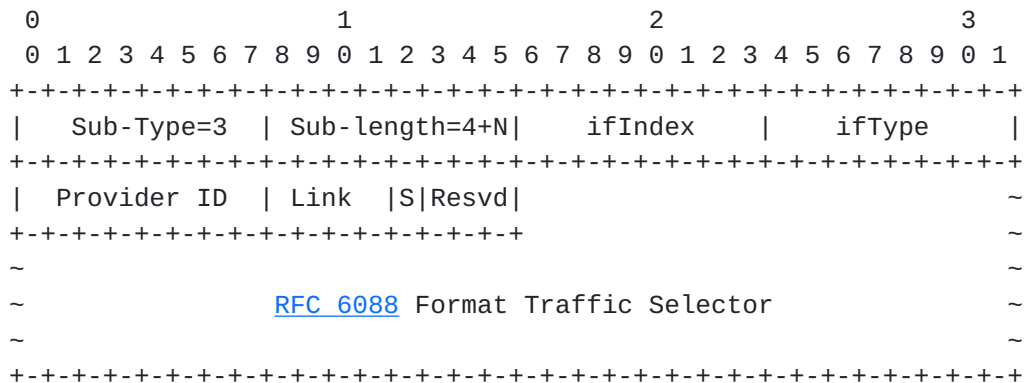 0                   1                   2                   3
 0 1 2 3 4 5 6 7 8 9 0 1 2 3 4 5 6 7 8 9 0 1 2 3 4 5 6 7 8 9 0 1
+-+-+-+-+-+-+-+-+-+-+-+-+-+-+-+-+-+-+-+-+-+-+-+-+-+-+-+-+-+-+-+-+
|   Sub-Type=3  | Sub-length=4+N|    ifIndex    |    ifType     |
+-+-+-+-+-+-+-+-+-+-+-+-+-+-+-+-+-+-+-+-+-+-+-+-+-+-+-+-+-+-+-+-+
|  Provider ID  | Link  |S|Resvd|                               ~
+-+-+-+-+-+-+-+-+-+-+-+-+-+-+-+-+                               ~
~                                                               ~
~                RFC 6088 Format Traffic Selector               ~
~                                                               ~
+-+-+-+-+-+-+-+-+-+-+-+-+-+-+-+-+-+-+-+-+-+-+-+-+-+-+-+-+-+-+-+-+